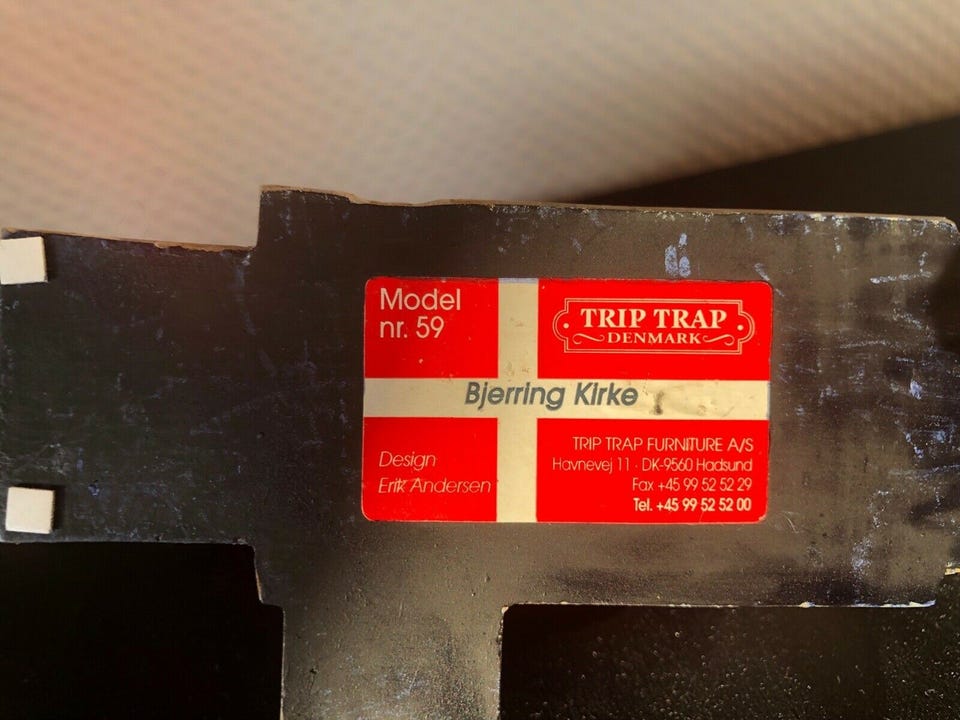 Model
nr. 59
TRIP TRAP
DENMARK
Bjerring Kirke
Design
Erik Andersen
TRIP TRAP FURNITURE A/S
Havnevej 11 · DK-9560 Hadsund
Fax +45 99 52 52 29
Tel. +45 99 52 52 00